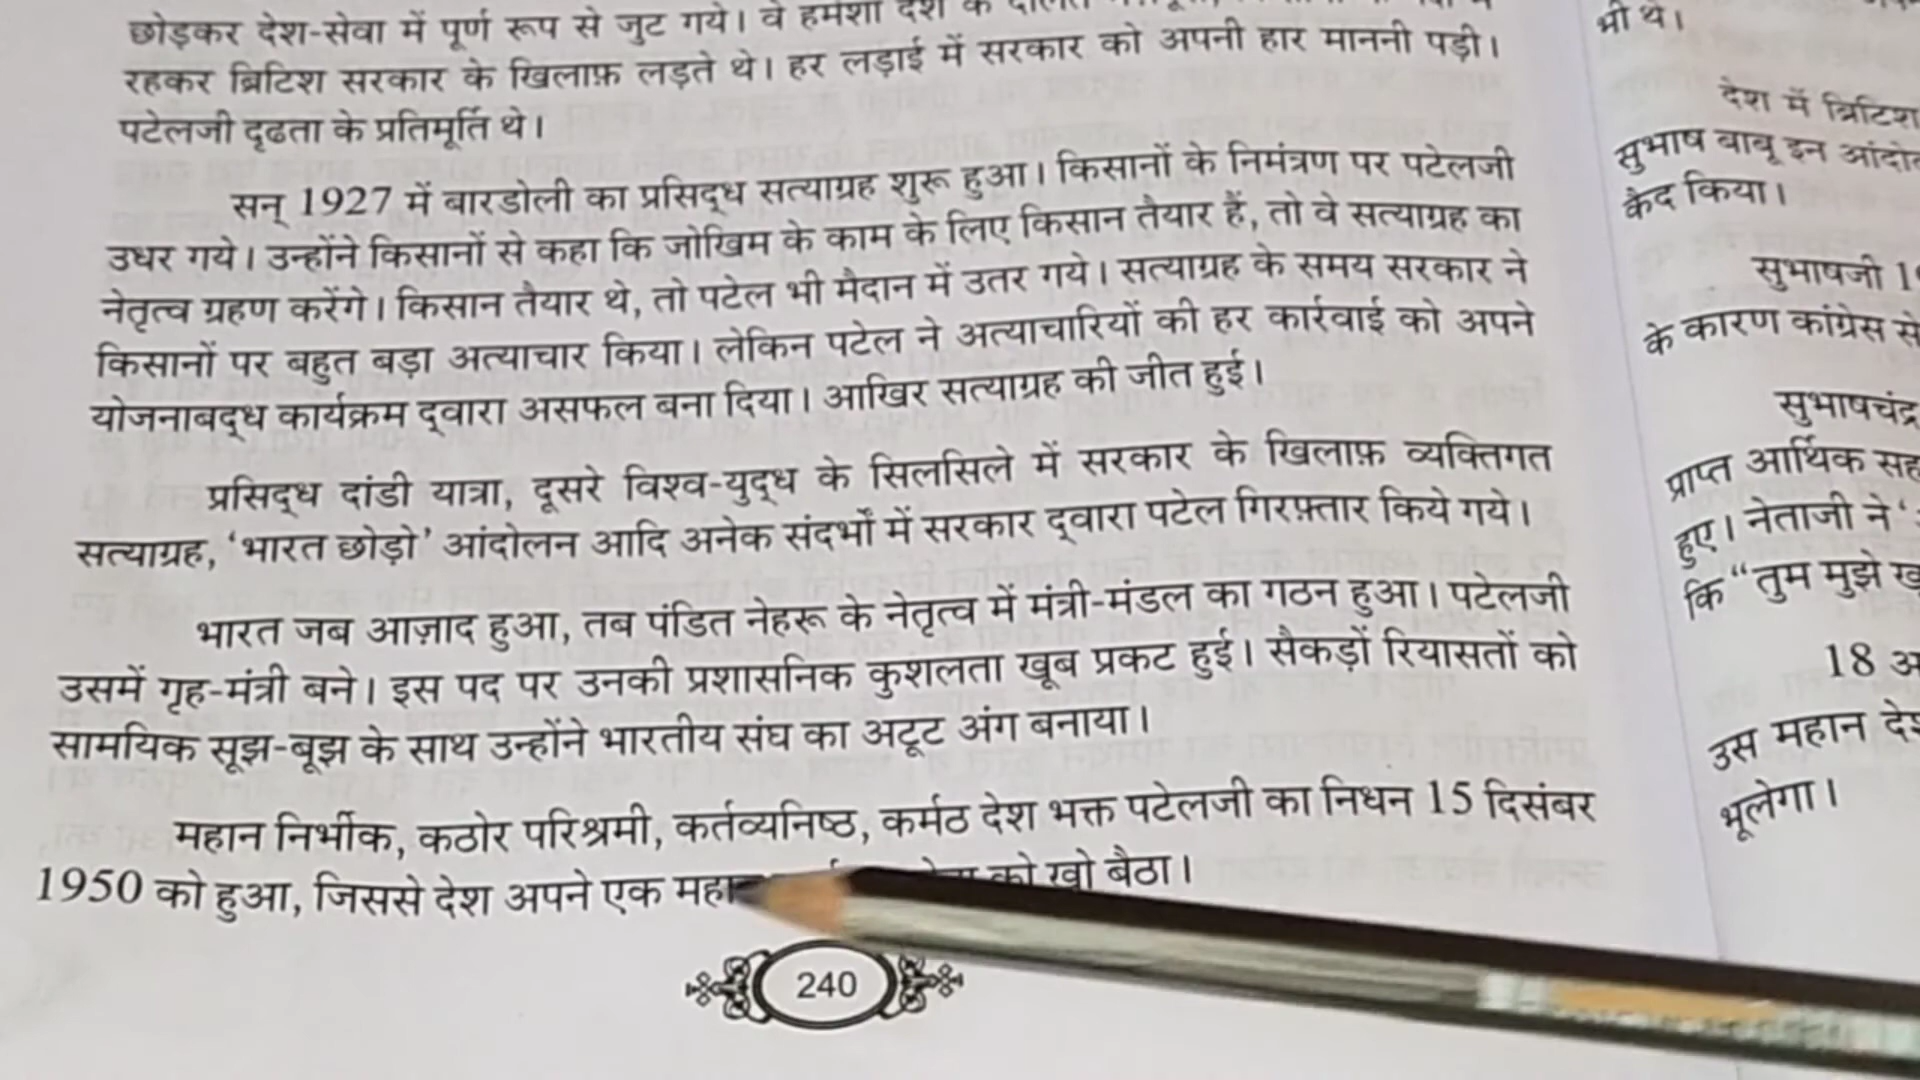 छोड़कर देश-सेवा में पूर्ण रूप से जुट गये। वे हमेशा देश के
रहकर ब्रिटिश सरकार के खिलाफ़ लड़ते थे। हर लड़ाई में सरकार को अपनी हार माननी पड़ी।
पटेलजी दृढता के प्रतिमूर्ति थे।
सन् 1927 में बारडोली का प्रसिद्ध सत्याग्रह शुरू हुआ। किसानों के निमंत्रण पर पटेलजी
उधर गये। उन्होंने किसानों से कहा कि जोखिम के काम के लिए किसान तैयार हैं, तो वे सत्याग्रह का
नेतृत्व ग्रहण करेंगे। किसान तैयार थे, तो पटेल भी मैदान में उतर गये। सत्याग्रह के समय सरकार ने
किसानों पर बहुत बड़ा अत्याचार किया। लेकिन पटेल ने अत्याचारियों की हर कार्रवाई को अपने
योजनाबद्ध कार्यक्रम द्वारा असफल बना दिया। आखिर सत्याग्रह की जीत हुई।
प्रसिद्ध दांडी यात्रा, दूसरे विश्व-युद्ध के सिलसिले में सरकार के खिलाफ़ व्यक्तिगत
सत्याग्रह, ‘भारत छोड़ो’ आंदोलन आदि अनेक संदर्भों में सरकार द्वारा पटेल गिरफ़्तार किये गये।
भारत जब आज़ाद हुआ, तब पंडित नेहरू के नेतृत्व में मंत्री-मंडल का गठन हुआ। पटेलजी
उसमें गृह-मंत्री बने। इस पद पर उनकी प्रशासनिक कुशलता खूब प्रकट हुई। सैकड़ों रियासतों को
सामयिक सूझ-बूझ के साथ उन्होंने भारतीय संघ का अटूट अंग बनाया।
महान निर्भीक, कठोर परिश्रमी, कर्तव्यनिष्ठ, कर्मठ देश भक्त पटेलजी का निधन 15 दिसंबर
1950 को हुआ, जिससे देश अपने एक को खो बैठा।
240
भी थे।
देश में ब्रिटिश
सुभाष बाबू इन
कैद किया।
सुभाषजी
के कारण कांग्रेस से
सुभाषचंद्र
प्राप्त आर्थिक
हुए। नेताजी ने
कि “तुम मुझे
18
उस महान
भूलेगा।